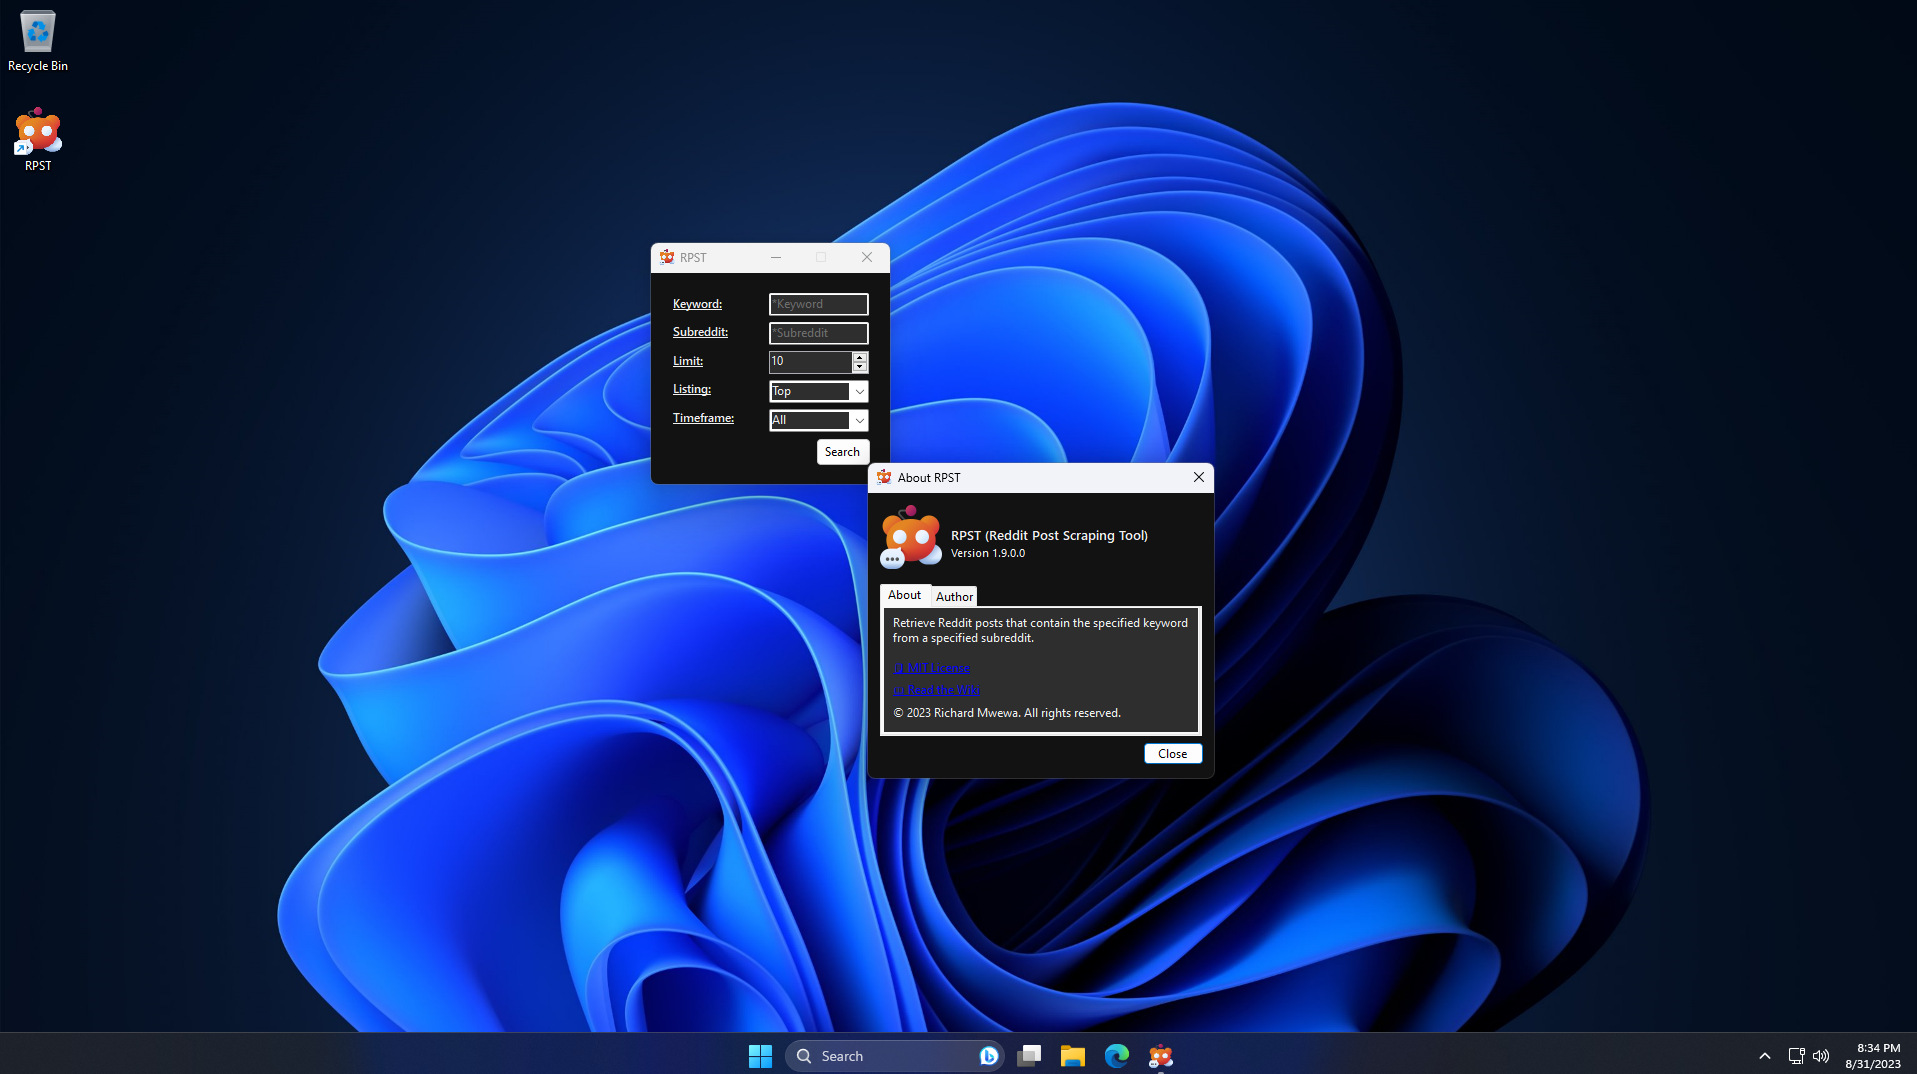 Recycle Bin
RPST
RPST
Keyword:
*Keyword
Subreddit:
*Subreddit
Limit:
10
Listing:
Top
Timeframe:
All
Search
About RPST
RPST (Reddit Post Scraping Tool)
Version 1.9.0.0
About
Author
Retrieve Reddit posts that contain the specified keyword
from a specified subreddit.
MIT License
Read the Wiki
© 2023 Richard Mwewa. All rights reserved.
Close
Search
8:34 PM
8/31/2023